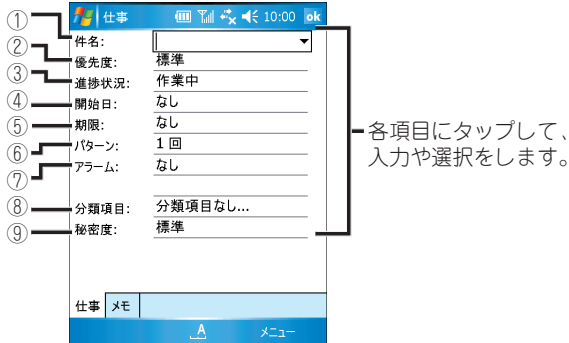 仕事 10:00 ok
① 件名:
② 優先度: 標準
③ 進捗状況: 作業中
④ 開始日: なし
⑤ 期限: なし
⑥ パターン: 1 回
⑦ アラーム: なし
⑧ 分類項目: 分類項目なし...
⑨ 秘密度: 標準
各項目にタップして、
入力や選択をします。
仕事 メモ
A メニュー